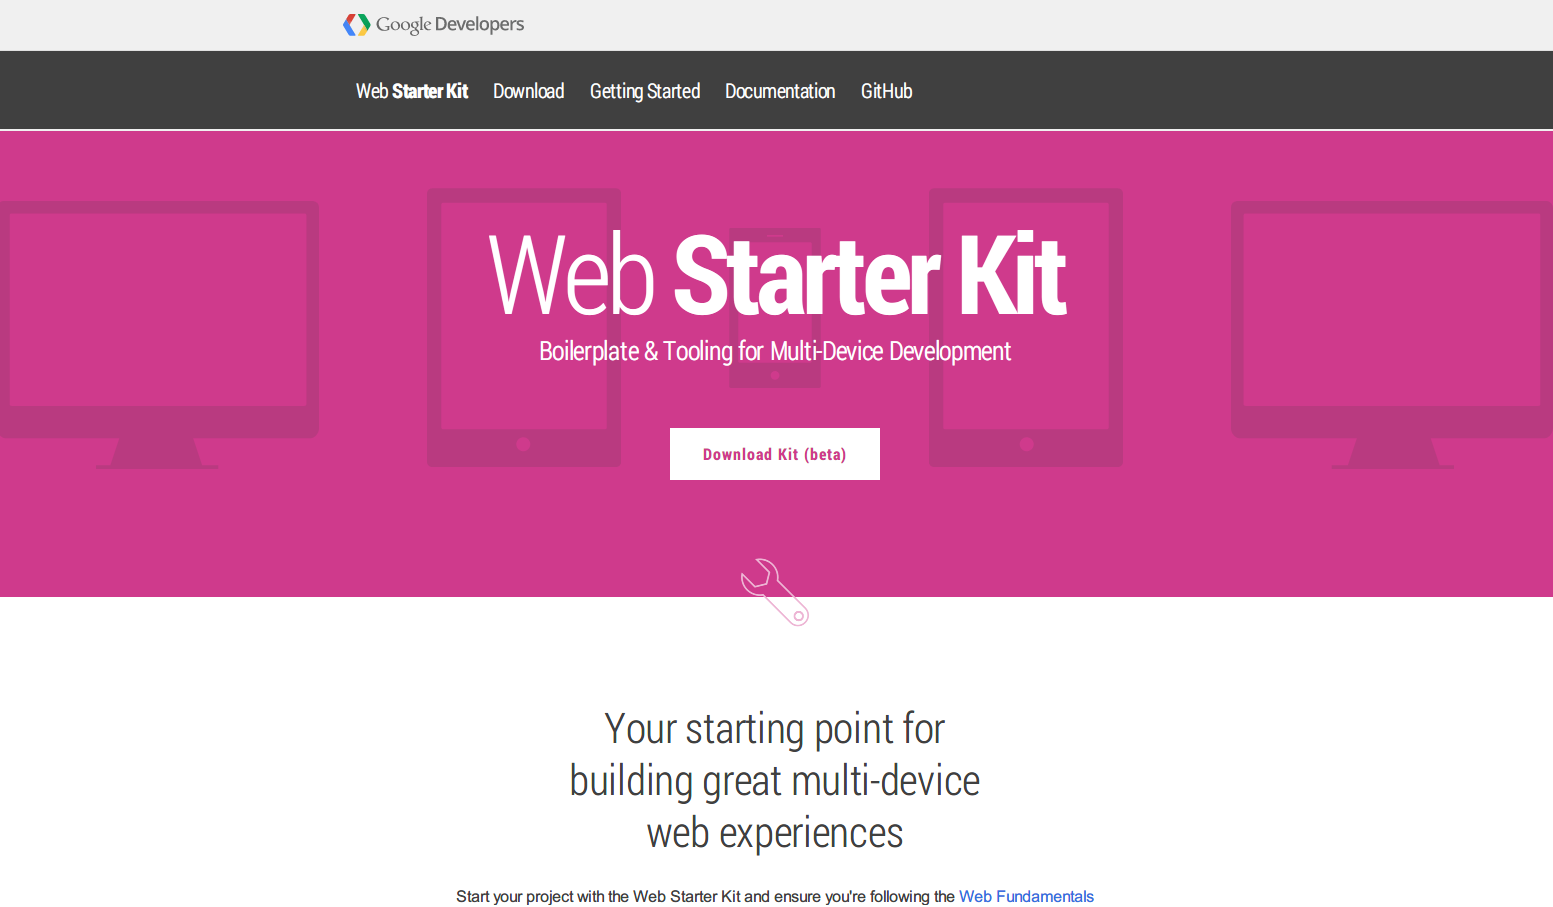 Google Developers
Web Starter Kit Download Getting Started Documentation GitHub
Web Starter Kit
Boilerplate & Tooling for Multi-Device Development
Download Kit (beta)
Your starting point for
building great multi-device
web experiences
Start your project with the Web Starter Kit and ensure you're following the Web Fundamentals